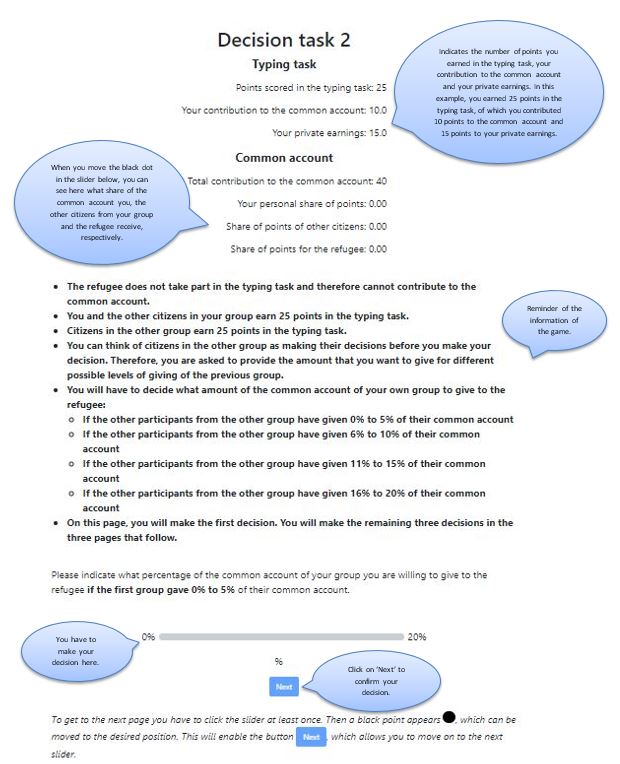 Decision task 2
Typing task
Points scored in the typing task: 25
Your contribution to the common account: 10.0
Your private earnings: 15.0
Indicates the number of points you
earned in the typing task, your
contribution to the common account
and your private earnings. In this
example, you earned 25 points in the
typing task, of which you contributed
10 points to the common account and
15 points to your private earnings.
Common account
Total contribution to the common account: 40
Your personal share of points: 0.00
Share of points of other citizens: 0.00
Share of points for the refugee: 0.00
When you move the black dot
in the slider below, you can
see here what share of the
common account you, the
other citizens from your group
and the refugee receive,
respectively.
• The refugee does not take part in the typing task and therefore cannot contribute to the
common account.
• You and the other citizens in your group earn 25 points in the typing task.
• Citizens in the other group earn 25 points in the typing task.
• You can think of citizens in the other group as making their decisions before you make your
decision. Therefore, you are asked to provide the amount that you want to give for different
possible levels of giving of the previous group.
• You will have to decide what amount of the common account of your own group to give to the
refugee:
○ If the other participants from the other group have given 0% to 5% of their common account
○ If the other participants from the other group have given 6% to 10% of their common
account
○ If the other participants from the other group have given 11% to 15% of their common
account
○ If the other participants from the other group have given 16% to 20% of their common
account
• On this page, you will make the first decision. You will make the remaining three decisions in the
three pages that follow.
Reminder of the
information of
the game.
Please indicate what percentage of the common account of your group you are willing to give to the
refugee if the first group gave 0% to 5% of their common account.
You have to
make your
decision here.
0% 20%
%
Next
Click on 'Next' to
confirm your
decision.
To get to the next page you have to click the slider at least once. Then a black point appears , which can be
moved to the desired position. This will enable the button Next , which allows you to move on to the next
slider.